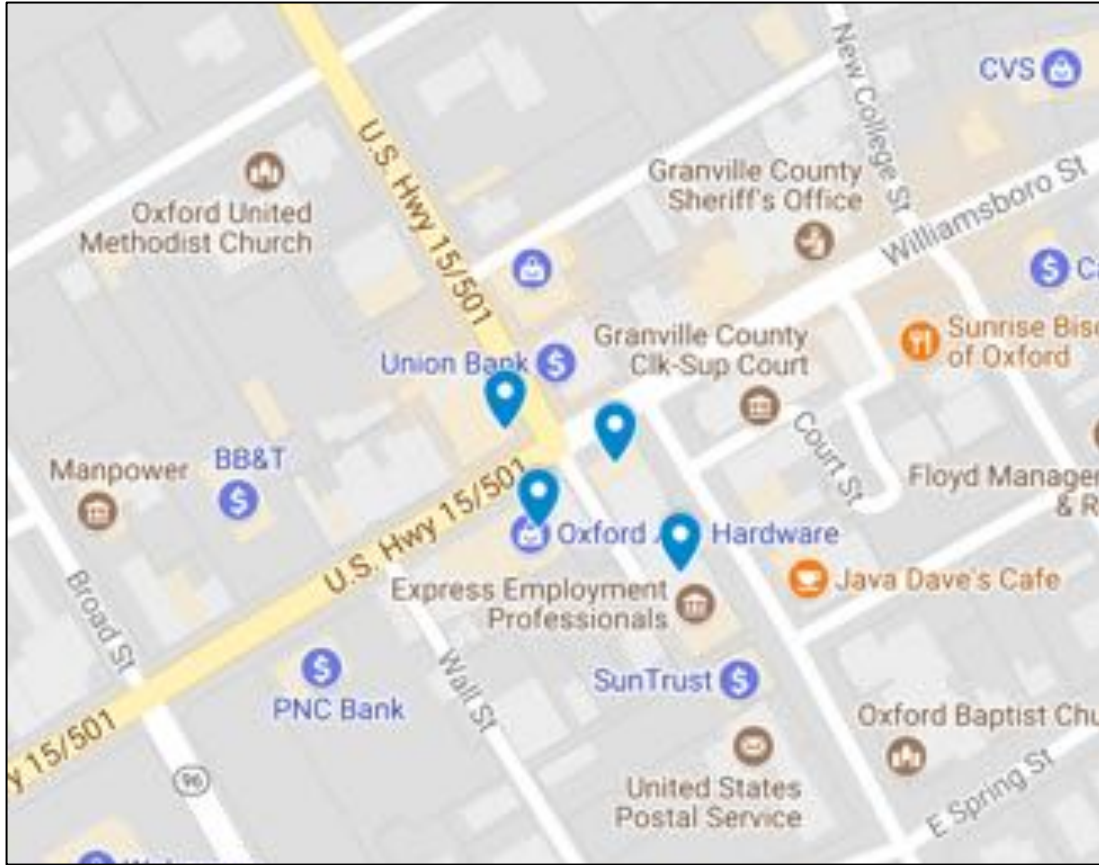 New College St
CVS
U.S. Hwy 15/501
Granville County
Sheriff's Office
Williamsboro St
Oxford United
Methodist Church
Union Bank
Granville County
Clk-Sup Court
Sunrise
of Oxford
Manpower
BB&T
U.S. Hwy 15/501
Court St
Floyd
& R
Oxford
Hardware
Express Employment
Professionals
Java Dave's Cafe
Broad St
Wall St
SunTrust
PNC Bank
15/501
Oxford Baptist
96
United States
Postal Service
E Spring St